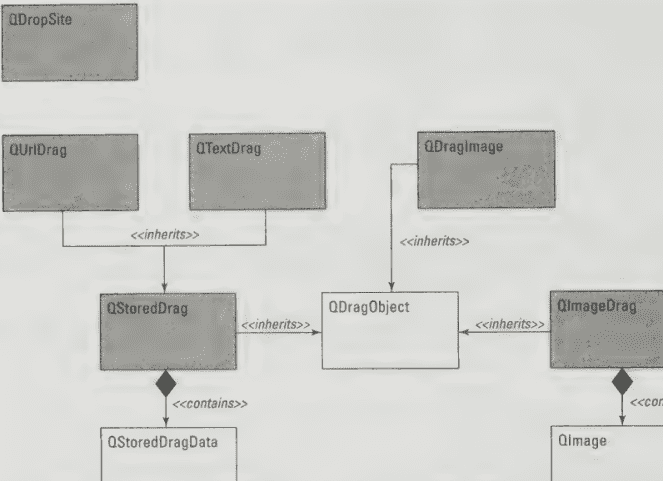 QDropSite
QUrlDrag
QTextDrag
QDragImage
<<inherits>>
<<inherits>>
QStoredDrag
<<inherits>>
QDragObject
<<inherits>>
QImageDrag
<<contains>>
<<con
QStoredDragData
QImage